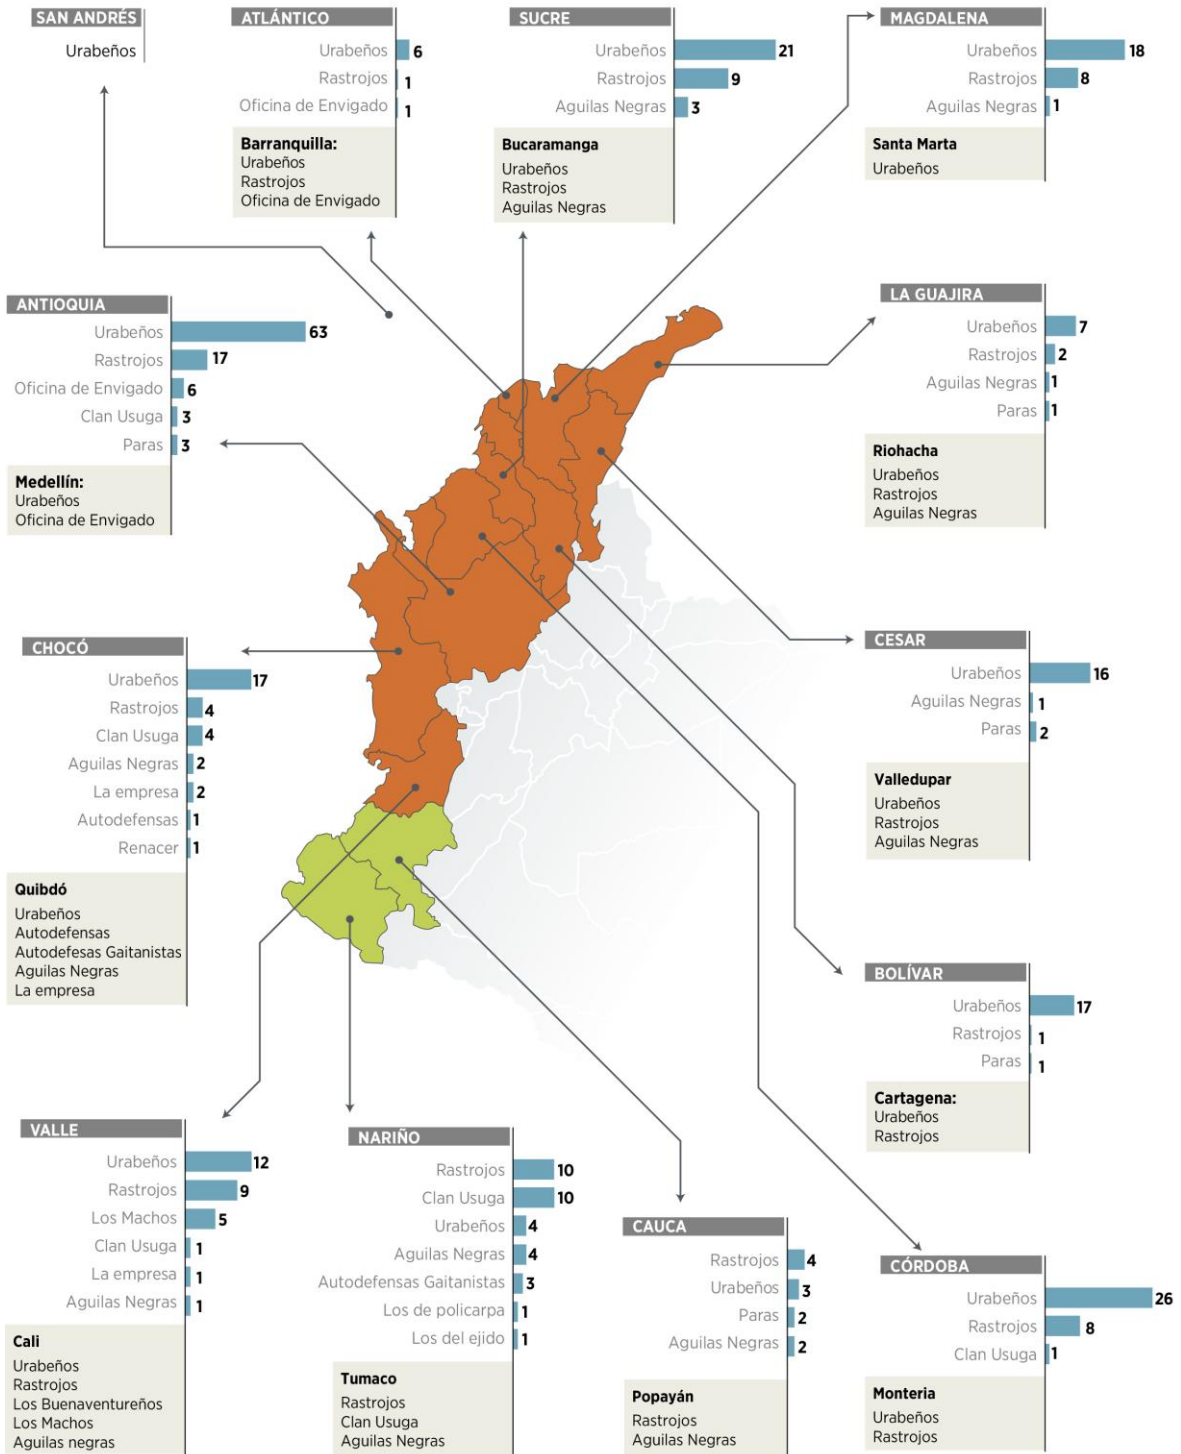 SAN ANDRÉS
Urabeños
ATLÁNTICO
Urabeños 6
Rastrojos 1
Oficina de Envigado 1
Barranquilla:
Urabeños
Rastrojos
Oficina de Envigado
SUCRE
Urabeños 21
Rastrojos 9
Aguilas Negras 3
Bucaramanga
Urabeños
Rastrojos
Aguilas Negras
MAGDALENA
Urabeños 18
Rastrojos 8
Aguilas Negras 1
Santa Marta
Urabeños
ANTIOQUIA
Urabeños 63
Rastrojos 17
Oficina de Envigado 6
Clan Usuga 3
Paras 3
Medellín:
Urabeños
Oficina de Envigado
LA GUAJIRA
Urabeños 7
Rastrojos 2
Aguilas Negras 1
Paras 1
Riohacha
Urabeños
Rastrojos
Aguilas Negras
CHOCÓ
Urabeños 17
Rastrojos 4
Clan Usuga 4
Aguilas Negras 2
La empresa 2
Autodefensas 1
Renacer 1
Quibdó
Urabeños
Autodefensas
Autodefesas Gaitanistas
Aguilas Negras
La empresa
CESAR
Urabeños 16
Aguilas Negras 1
Paras 2
Valledupar
Urabeños
Rastrojos
Aguilas Negras
BOLÍVAR
Urabeños 17
Rastrojos 1
Paras 1
Cartagena:
Urabeños
Rastrojos
VALLE
Urabeños 12
Rastrojos 9
Los Machos 5
Clan Usuga 1
La empresa 1
Aguilas Negras 1
Cali
Urabeños
Rastrojos
Los Buenaventureños
Los Machos
Aguilas negras
NARIÑO
Rastrojos 10
Clan Usuga 10
Urabeños 4
Aguilas Negras 4
Autodefensas Gaitanistas 3
Los de policarpa 1
Los del ejido 1
Tumaco
Rastrojos
Clan Usuga
Aguilas Negras
CAUCA
Rastrojos 4
Urabeños 3
Paras 2
Aguilas Negras 2
Popayán
Rastrojos
Aguilas Negras
CÓRDOBA
Urabeños 26
Rastrojos 8
Clan Usuga 1
Monteria
Urabeños
Rastrojos